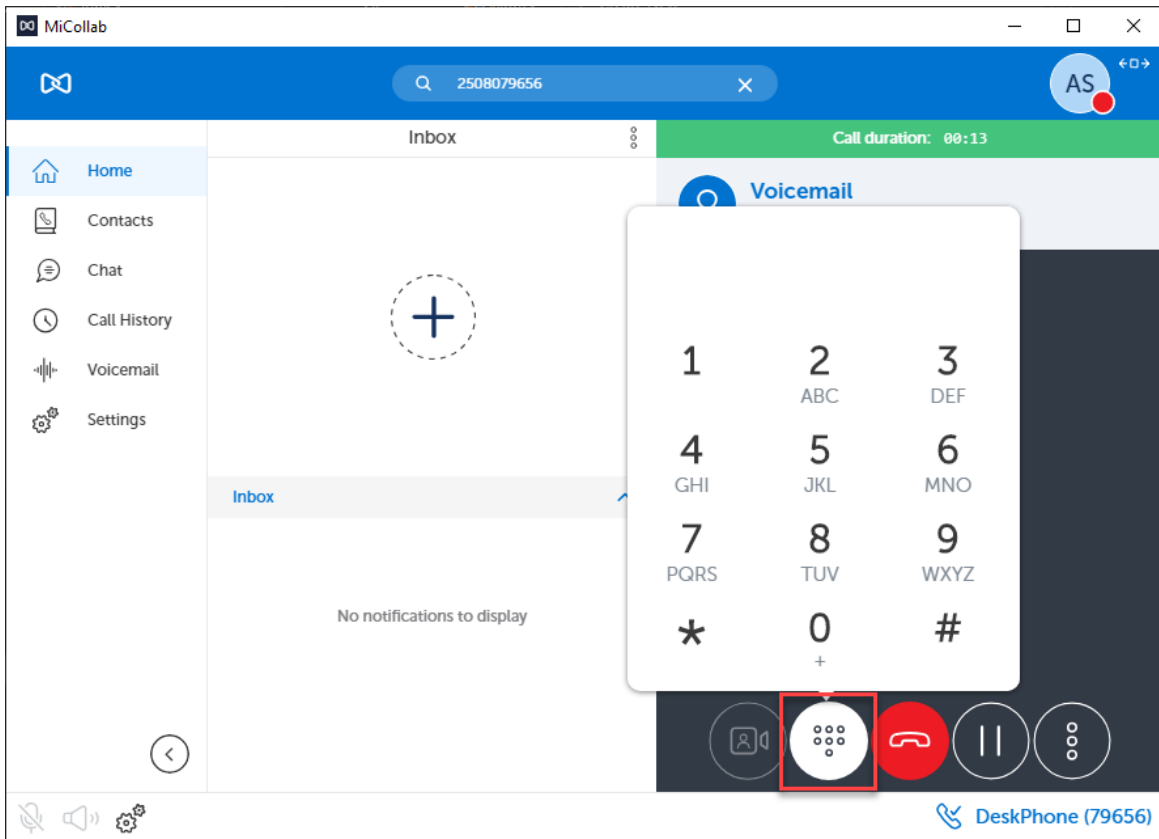 MiCollab
2508079656
AS
Home
Contacts
Chat
Call History
Voicemail
Settings
Inbox
Inbox
No notifications to display
Call duration: 00:13
Voicemail
1 2 3
ABC DEF
4 5 6
GHI JKL MNO
7 8 9
PQRS TUV WXYZ
* 0 #
+
DeskPhone (79656)